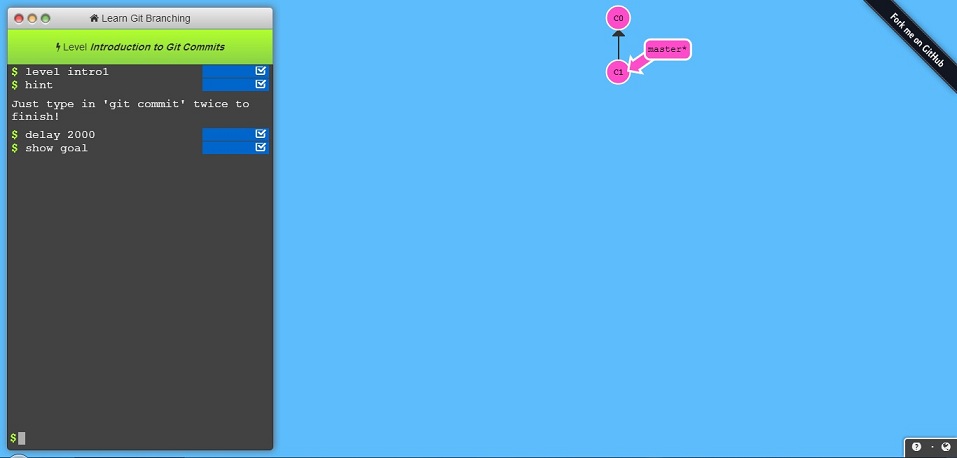 Learn Git Branching
Level Introduction to Git Commits
$ level intro1
$ hint
Just type in 'git commit' twice to
finish!
$ delay 2000
$ show goal
$
C0
master*
C1
Fork me on GitHub